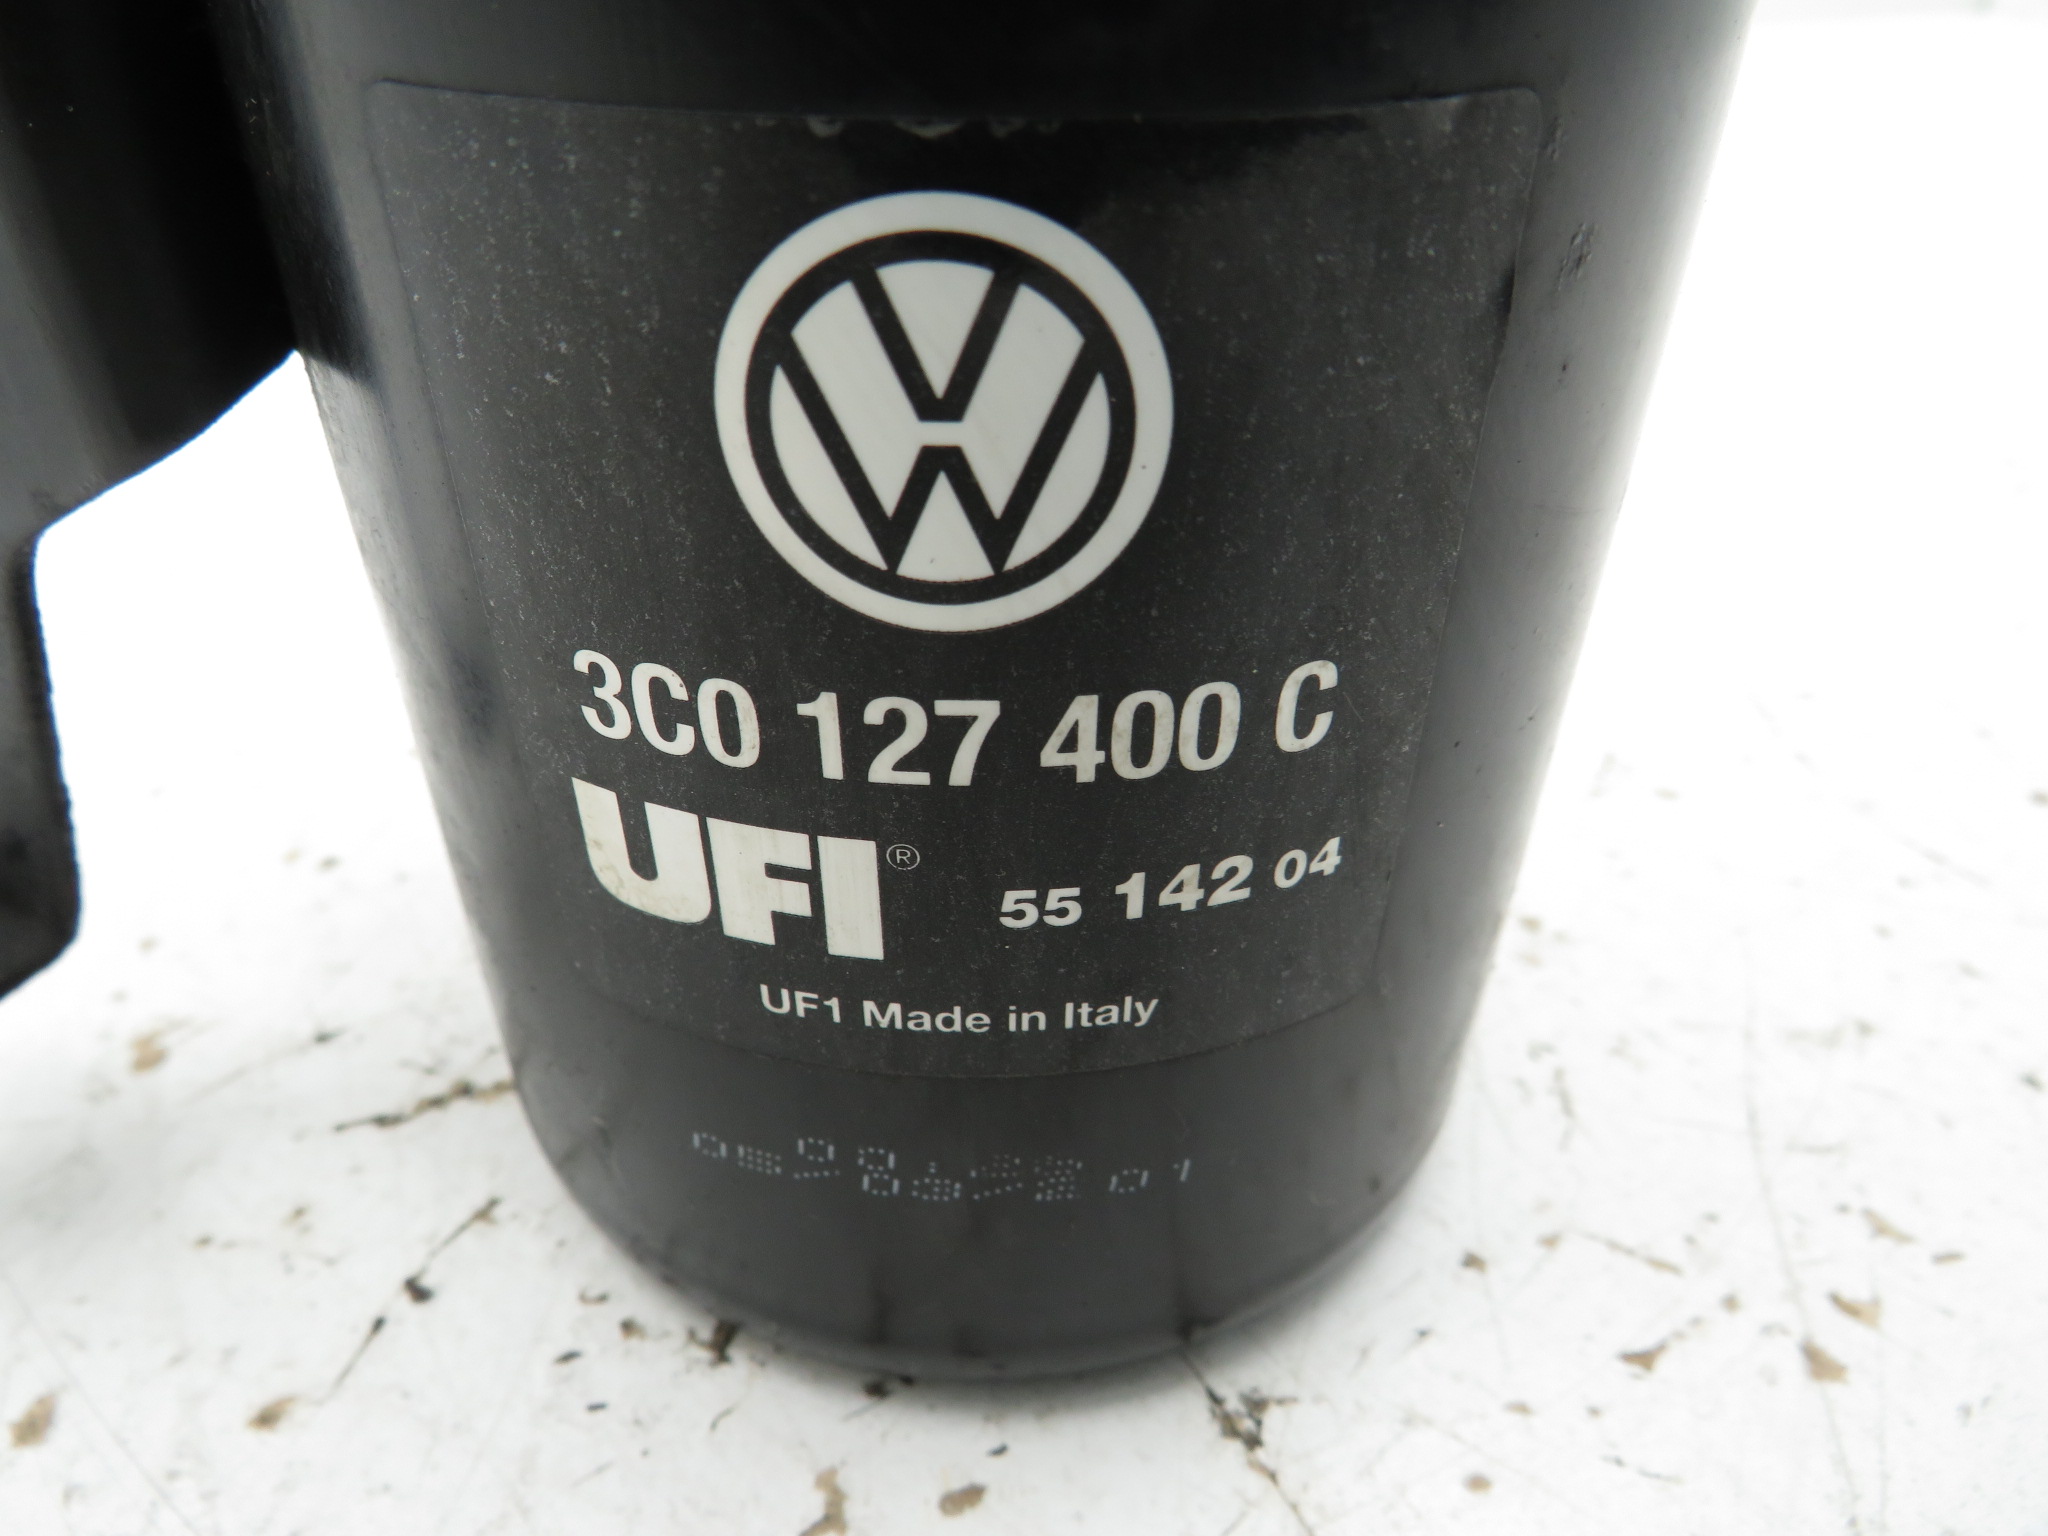 3C0 127 400 C
UFI® 55 142 04
UF1 Made in Italy